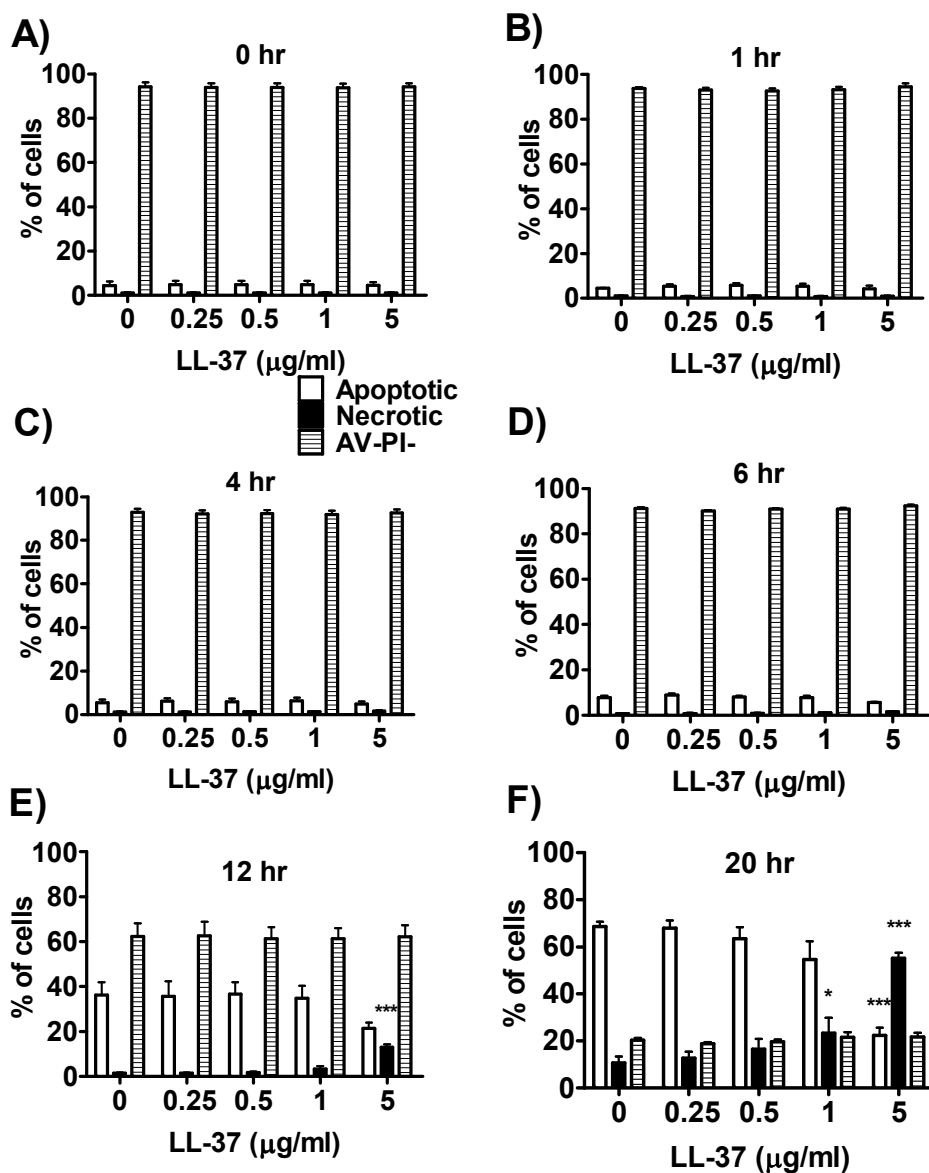 A)
0 hr
% of cells
100
80
60
40
20
0
0 0.25 0.5 1 5
LL-37 (μg/ml)
B)
1 hr
% of cells
100
80
60
40
20
0
0 0.25 0.5 1 5
LL-37 (μg/ml)
Apoptotic
Necrotic
AV-PI-
C)
4 hr
% of cells
100
80
60
40
20
0
0 0.25 0.5 1 5
LL-37 (μg/ml)
D)
6 hr
% of cells
100
80
60
40
20
0
0 0.25 0.5 1 5
LL-37 (μg/ml)
E)
12 hr
% of cells
100
80
60
40
20
0
***
0 0.25 0.5 1 5
LL-37 (μg/ml)
F)
20 hr
% of cells
100
80
60
40
20
0
*
***
***
0 0.25 0.5 1 5
LL-37 (μg/ml)